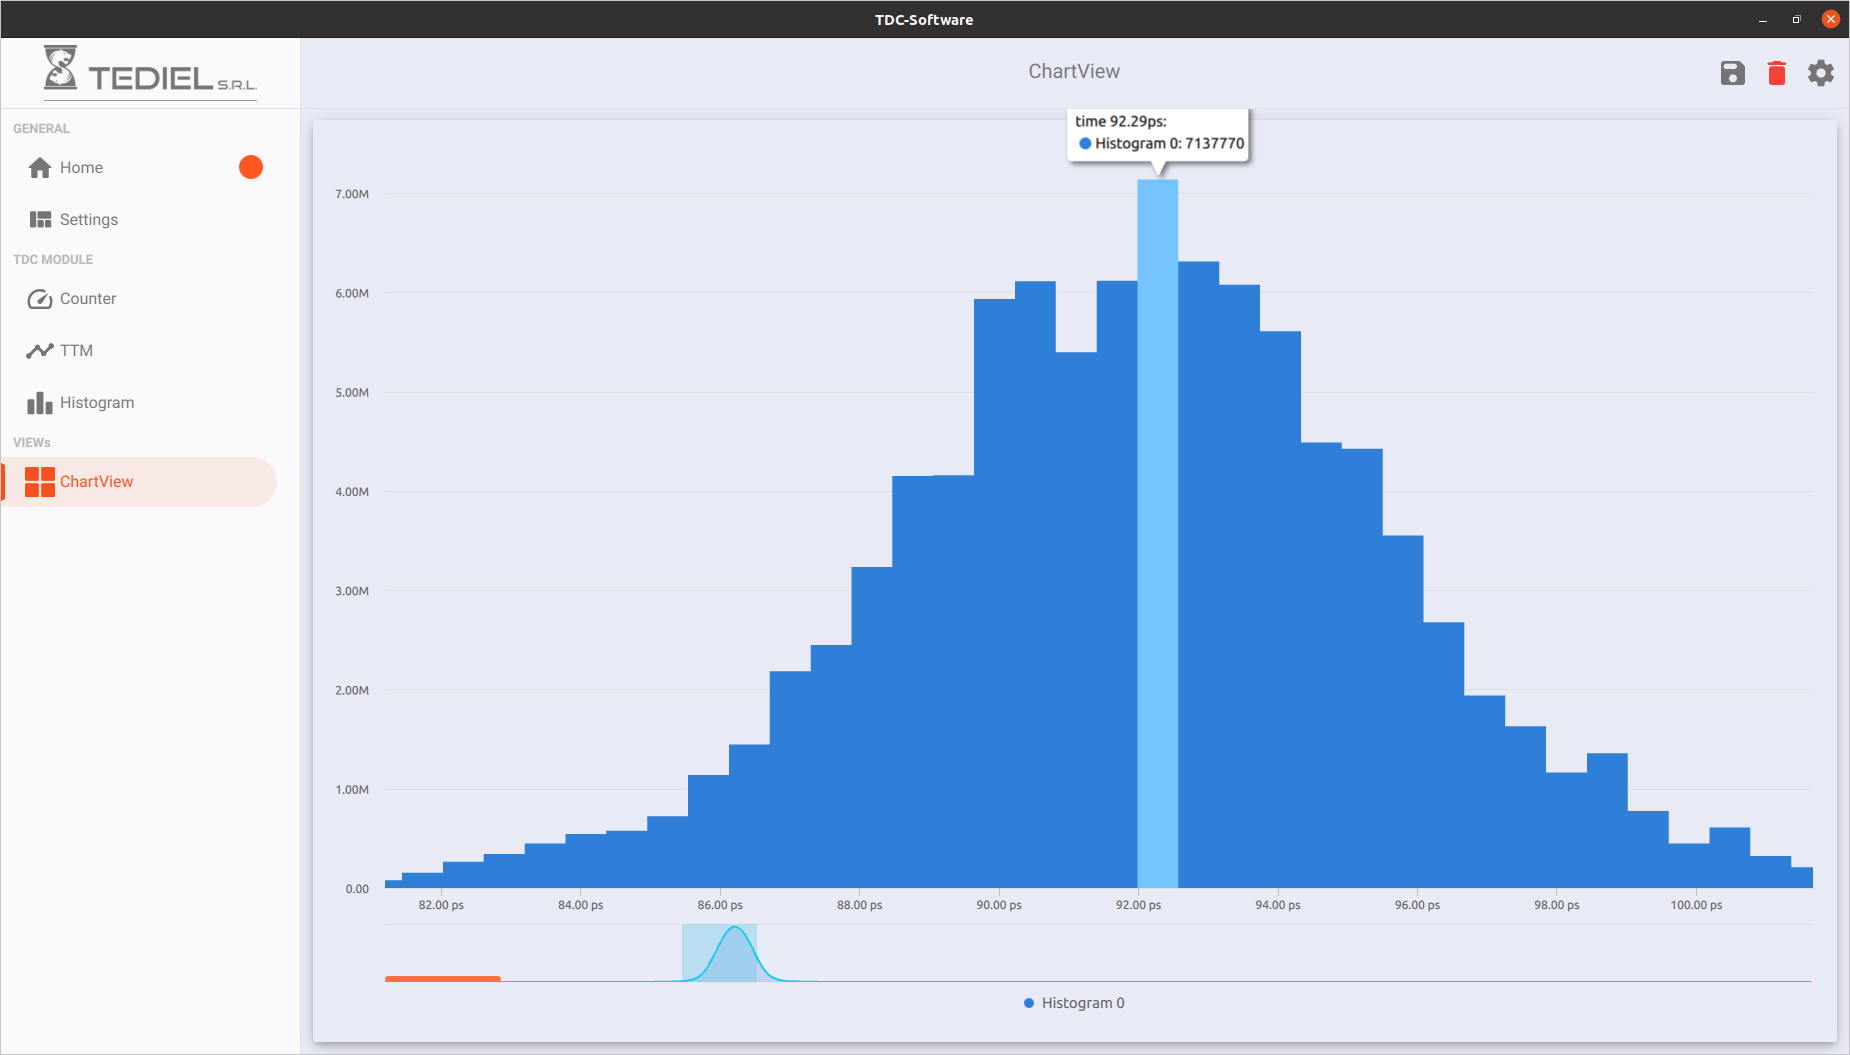 TDC-Software
TEDIEL S.R.L.
ChartView
GENERAL
Home
Settings
TDC MODULE
Counter
TTM
Histogram
VIEWs
ChartView
time 92.29ps:
Histogram 0: 7137770
7.00M
6.00M
5.00M
4.00M
3.00M
2.00M
1.00M
0.00
82.00 ps 84.00 ps 86.00 ps 88.00 ps 90.00 ps 92.00 ps 94.00 ps 96.00 ps 98.00 ps 100.00 ps
Histogram 0